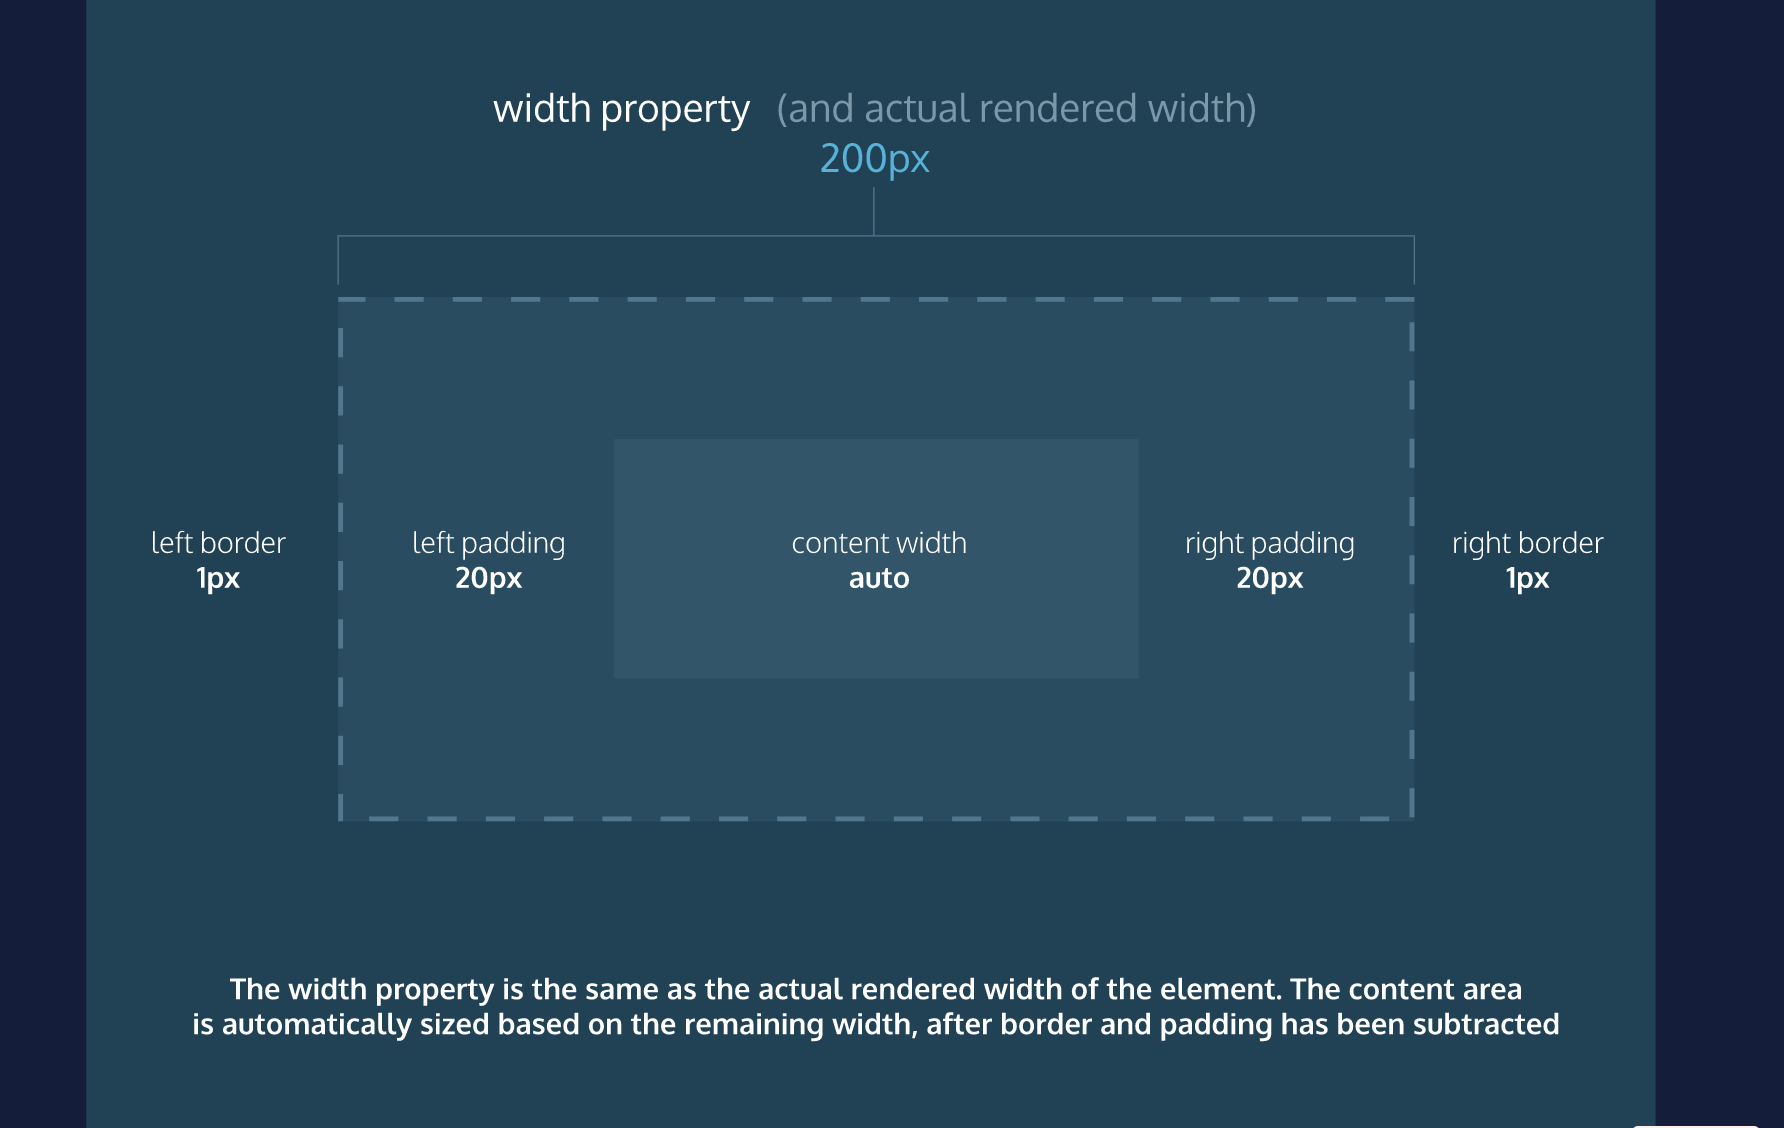 width property (and actual rendered width)
200px
left border
1px
left padding
20px
content width
auto
right padding
20px
right border
1px
The width property is the same as the actual rendered width of the element. The content area
is automatically sized based on the remaining width, after border and padding has been subtracted